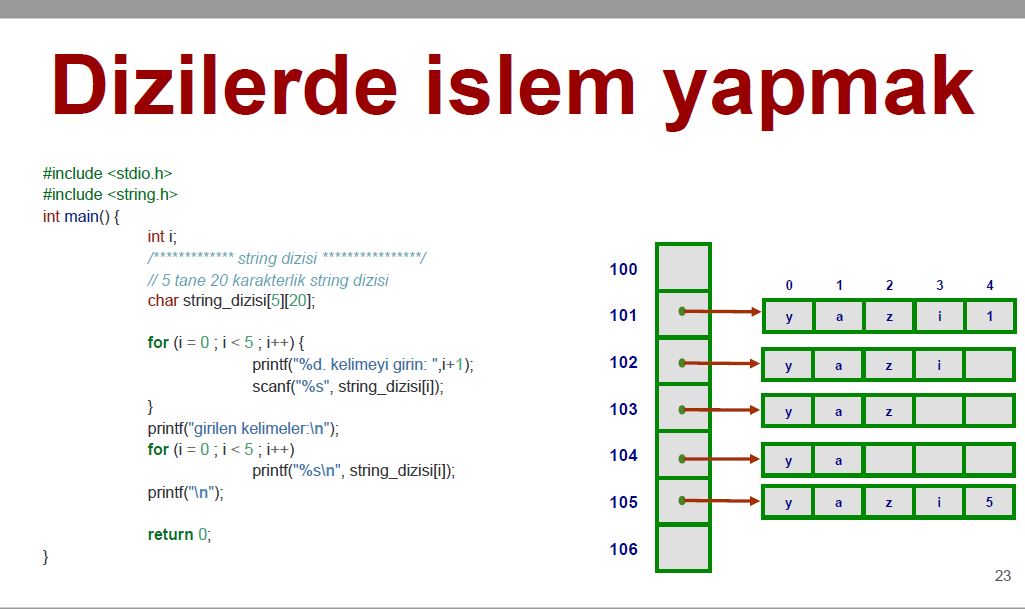 Dizilerde islem yapmak
#include <stdio.h>
#include <string.h>
int main() {
int i;
/************* string dizisi ****************/
// 5 tane 20 karakterlik string dizisi
char string_dizisi[5][20];
for (i = 0 ; i < 5 ; i++) {
printf("%d. kelimeyi girin: ",i+1);
scanf("%s", string_dizisi[i]);
}
printf("girilen kelimeler:\n");
for (i = 0 ; i < 5 ; i++)
printf("%s\n", string_dizisi[i]);
printf("\n");
return 0;
}
0 1 2 3 4
100
101 y a z i 1
102 y a z i
103 y a z
104 y a
105 y a z i 5
106
23